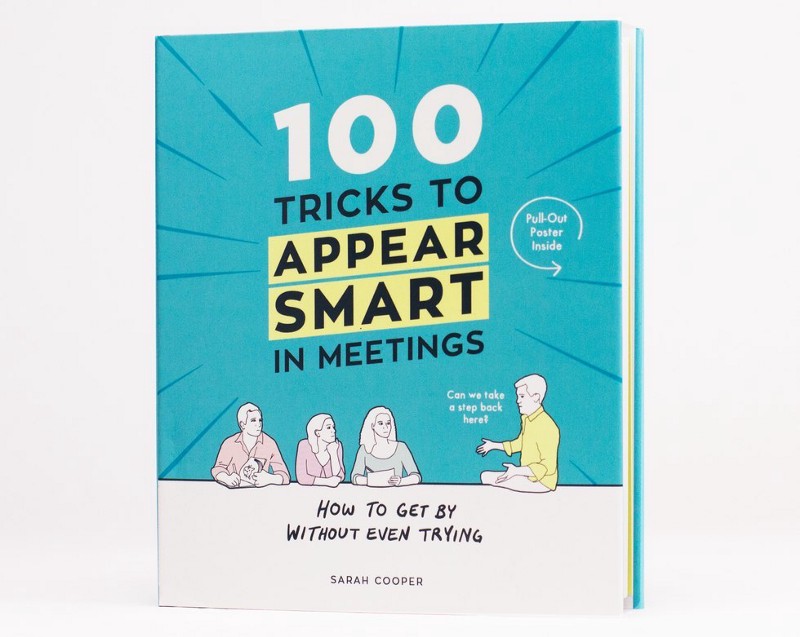 100
TRICKS TO
APPEAR
SMART
IN MEETINGS
Pull-Out
Poster
Inside
Can we take
a step back
here?
HOW TO GET BY
WITHOUT EVEN TRYING
SARAH COOPER